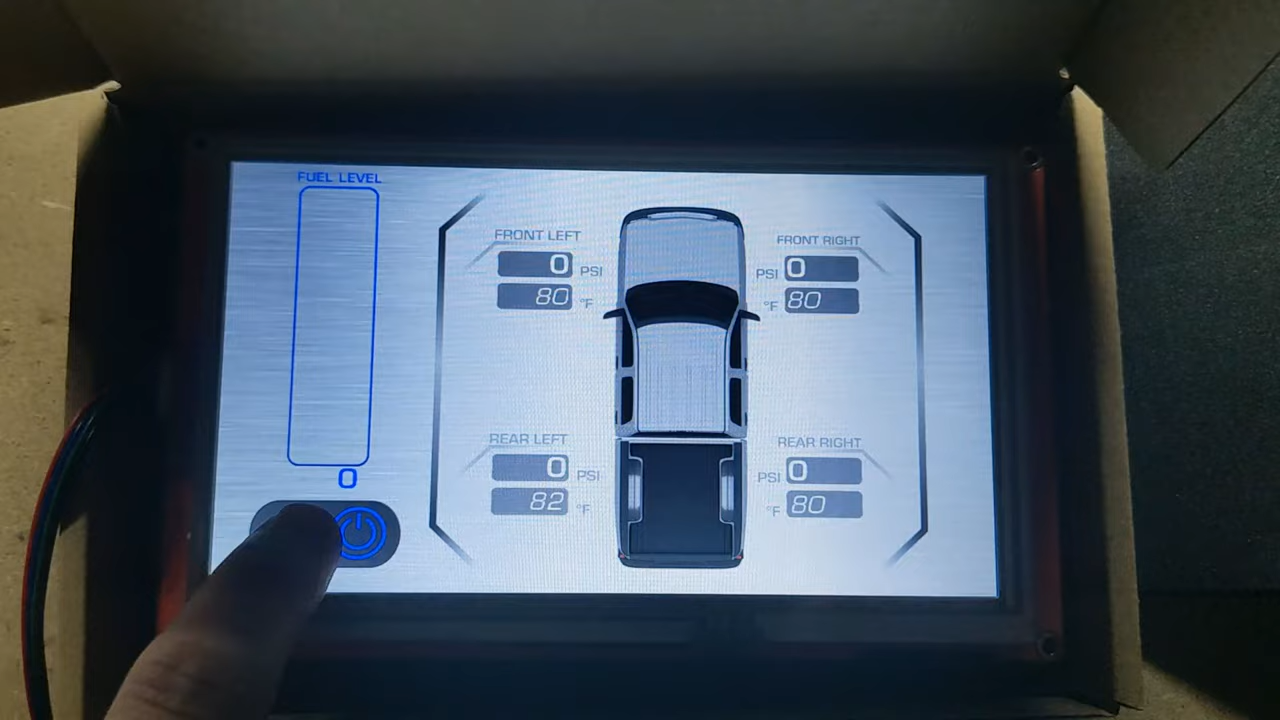 FUEL LEVEL
0
FRONT LEFT
0 PSI
80 °F
FRONT RIGHT
PSI 0
°F 80
REAR LEFT
0 PSI
82 °F
REAR RIGHT
PSI 0
°F 80